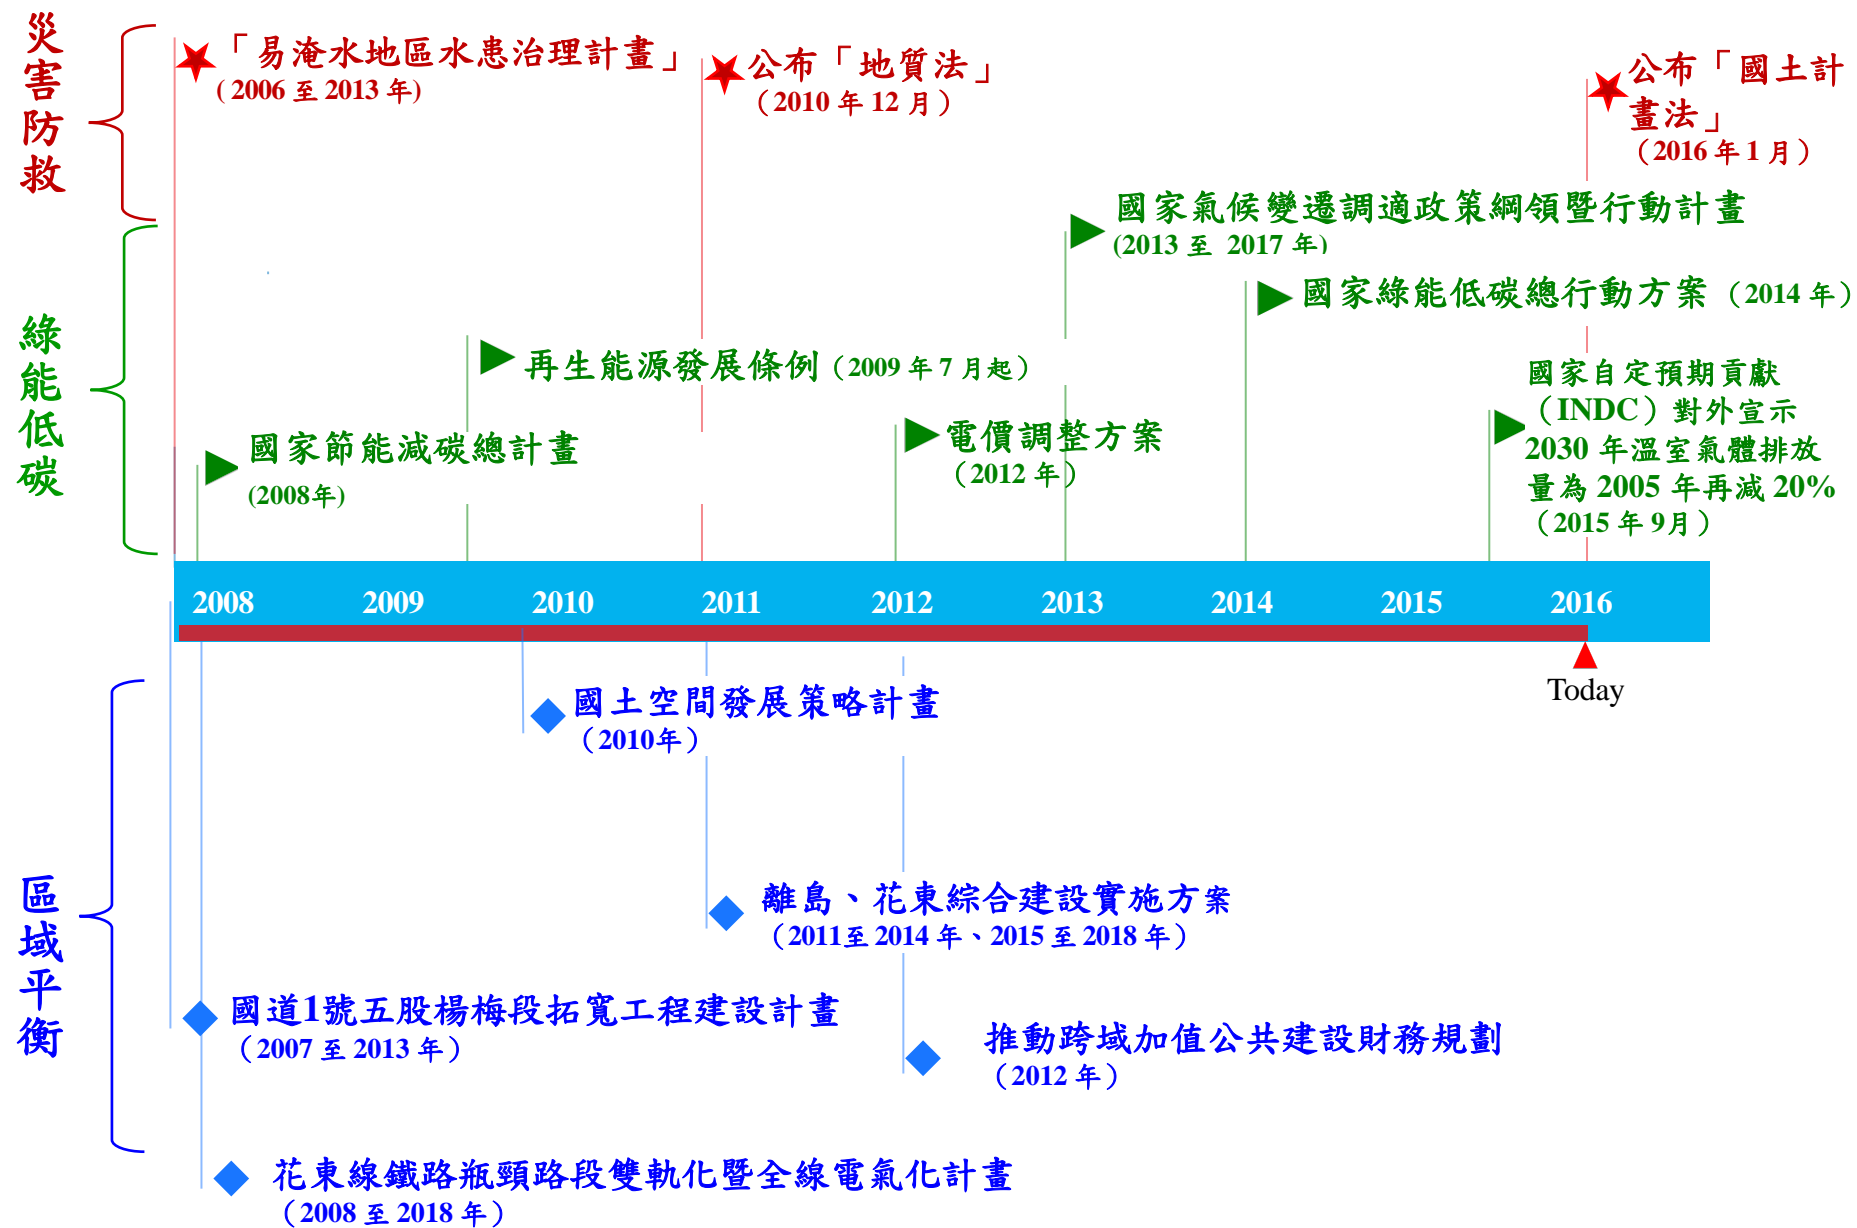 災害防救
「易淹水地區水患治理計畫」
(2006 至 2013 年)
公布「地質法」
（2010 年 12 月）
公布「國土計
畫法」
（2016 年 1 月）
綠能低碳
國家氣候變遷調適政策綱領暨行動計畫
(2013 至 2017 年)
國家綠能低碳總行動方案（2014 年）
再生能源發展條例（2009 年 7 月起）
國家節能減碳總計畫
(2008年)
電價調整方案
（2012 年）
國家自定預期貢獻
（INDC）對外宣示
2030 年溫室氣體排放
量為 2005 年再減 20%
（2015 年 9月）
2008 2009 2010 2011 2012 2013 2014 2015 2016
Today
區域平衡
國土空間發展策略計畫
（2010年）
離島、花東綜合建設實施方案
（2011至 2014 年、2015 至 2018 年）
國道1號五股楊梅段拓寬工程建設計畫
（2007 至 2013 年）
推動跨域加值公共建設財務規劃
（2012 年）
花東線鐵路瓶頸路段雙軌化暨全線電氣化計畫
（2008 至 2018 年）